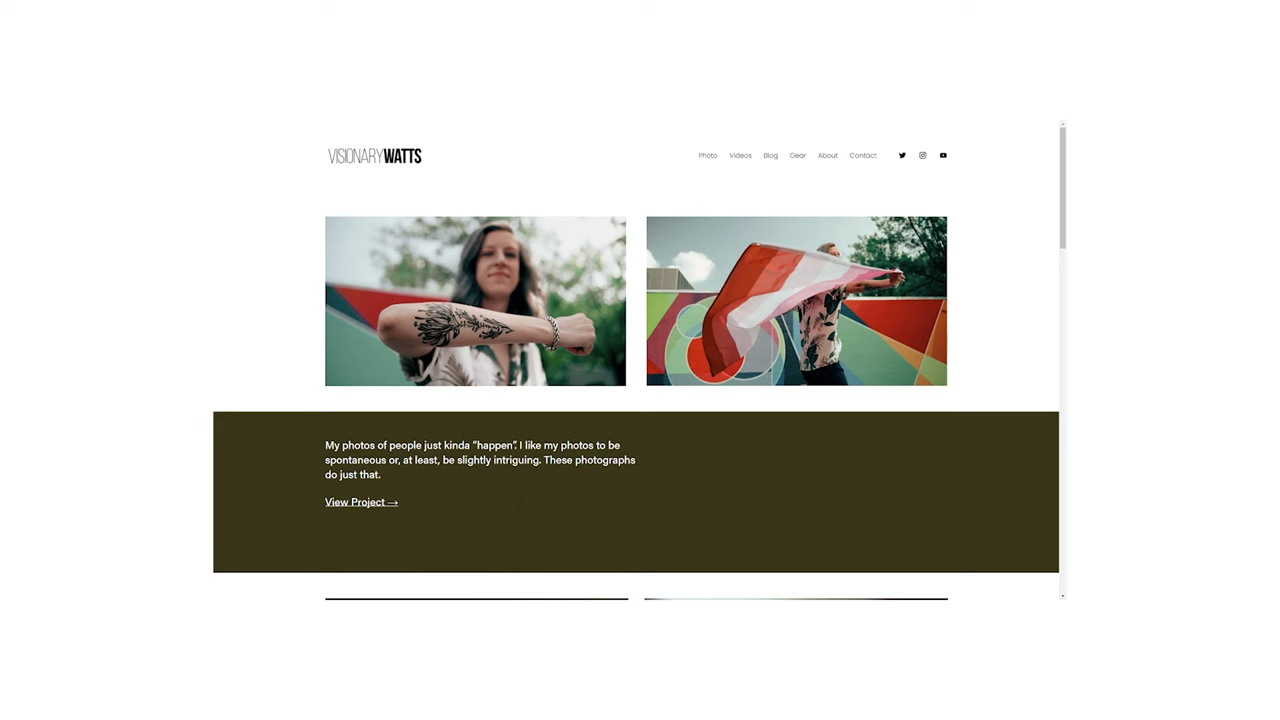 VISIONARYWATTS
Photo Videos Blog Gear About Contact
My photos of people just kinda "happen". I like my photos to be
spontaneous or, at least, be slightly intriguing. These photographs
do just that.
View Project →